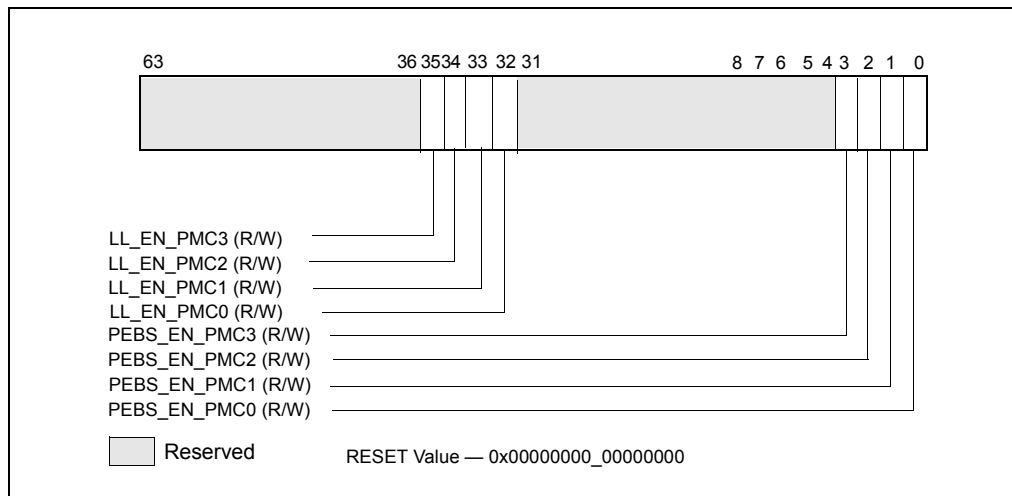 63 36 35 34 33 32 31 8 7 6 5 4 3 2 1 0
LL_EN_PMC3 (R/W)
LL_EN_PMC2 (R/W)
LL_EN_PMC1 (R/W)
LL_EN_PMC0 (R/W)
PEBS_EN_PMC3 (R/W)
PEBS_EN_PMC2 (R/W)
PEBS_EN_PMC1 (R/W)
PEBS_EN_PMC0 (R/W)
Reserved RESET Value — 0x00000000_00000000